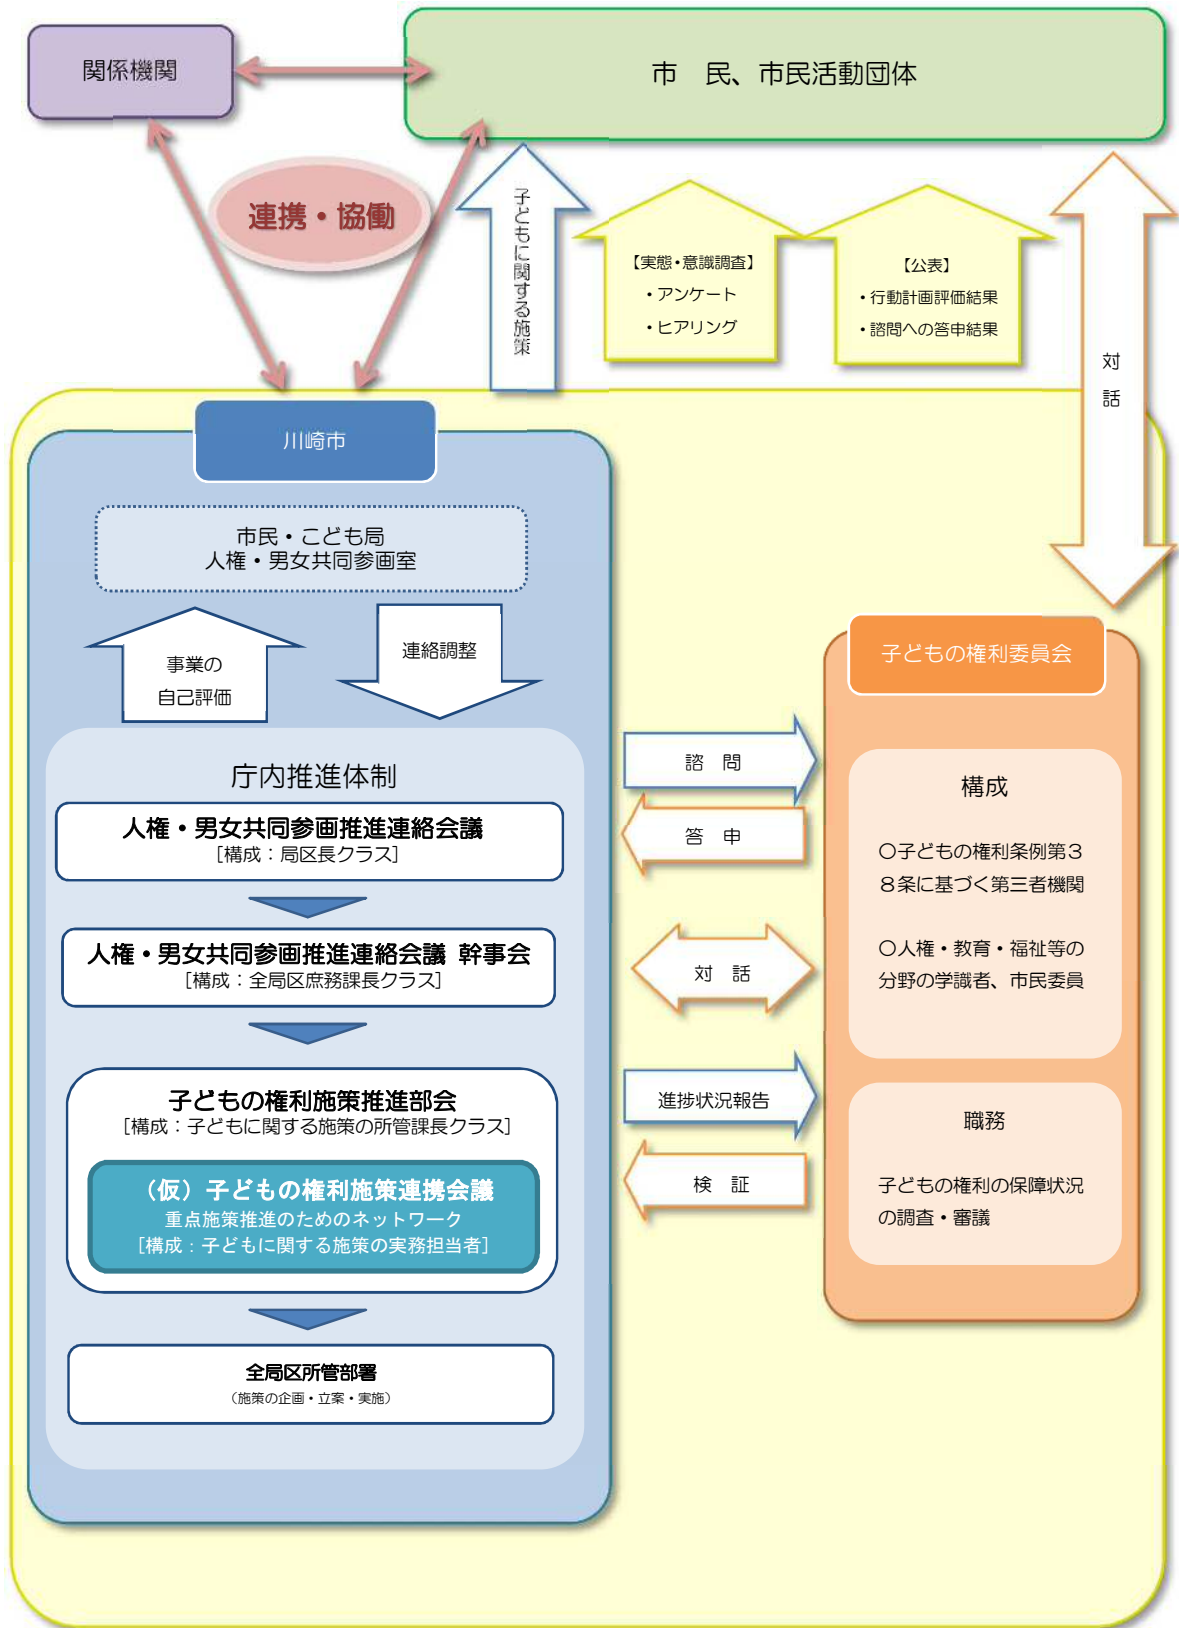 関係機関
市　民、市民活動団体
連携・協働
子どもに関する施策
【実態・意識調査】
・アンケート
・ヒアリング
【公表】
・行動計画評価結果
・諮問への答申結果
対話
川崎市
市民・こども局
人権・男女共同参画室
事業の
自己評価
連絡調整
庁内推進体制
人権・男女共同参画推進連絡会議
[構成：局区長クラス]
人権・男女共同参画推進連絡会議 幹事会
[構成：全局区庶務課長クラス]
子どもの権利施策推進部会
[構成：子どもに関する施策の所管課長クラス]
（仮）子どもの権利施策連携会議
重点施策推進のためのネットワーク
[構成：子どもに関する施策の実務担当者]
全局区所管部署
（施策の企画・立案・実施）
諮　問
答　申
対　話
進捗状況報告
検　証
子どもの権利委員会
構成
○子どもの権利条例第３
８条に基づく第三者機関
○人権・教育・福祉等の
分野の学識者、市民委員
職務
子どもの権利の保障状況
の調査・審議